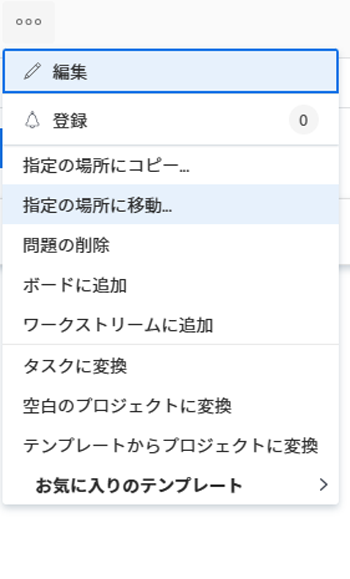 編集
登録 0
指定の場所にコピー...
指定の場所に移動...
問題の削除
ボードに追加
ワークストリームに追加
タスクに変換
空白のプロジェクトに変換
テンプレートからプロジェクトに変換
お気に入りのテンプレート